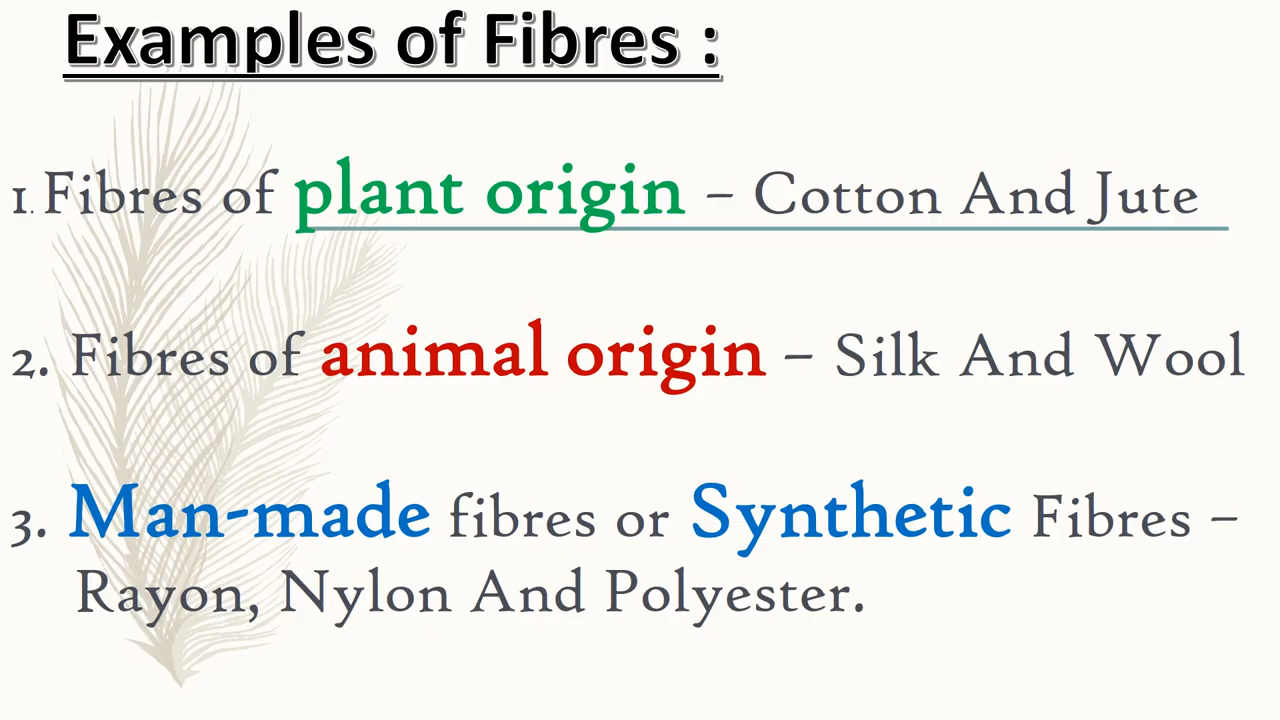 Examples of Fibres :
1. Fibres of plant origin – Cotton And Jute
2. Fibres of animal origin – Silk And Wool
3. Man-made fibres or Synthetic Fibres –
Rayon, Nylon And Polyester.